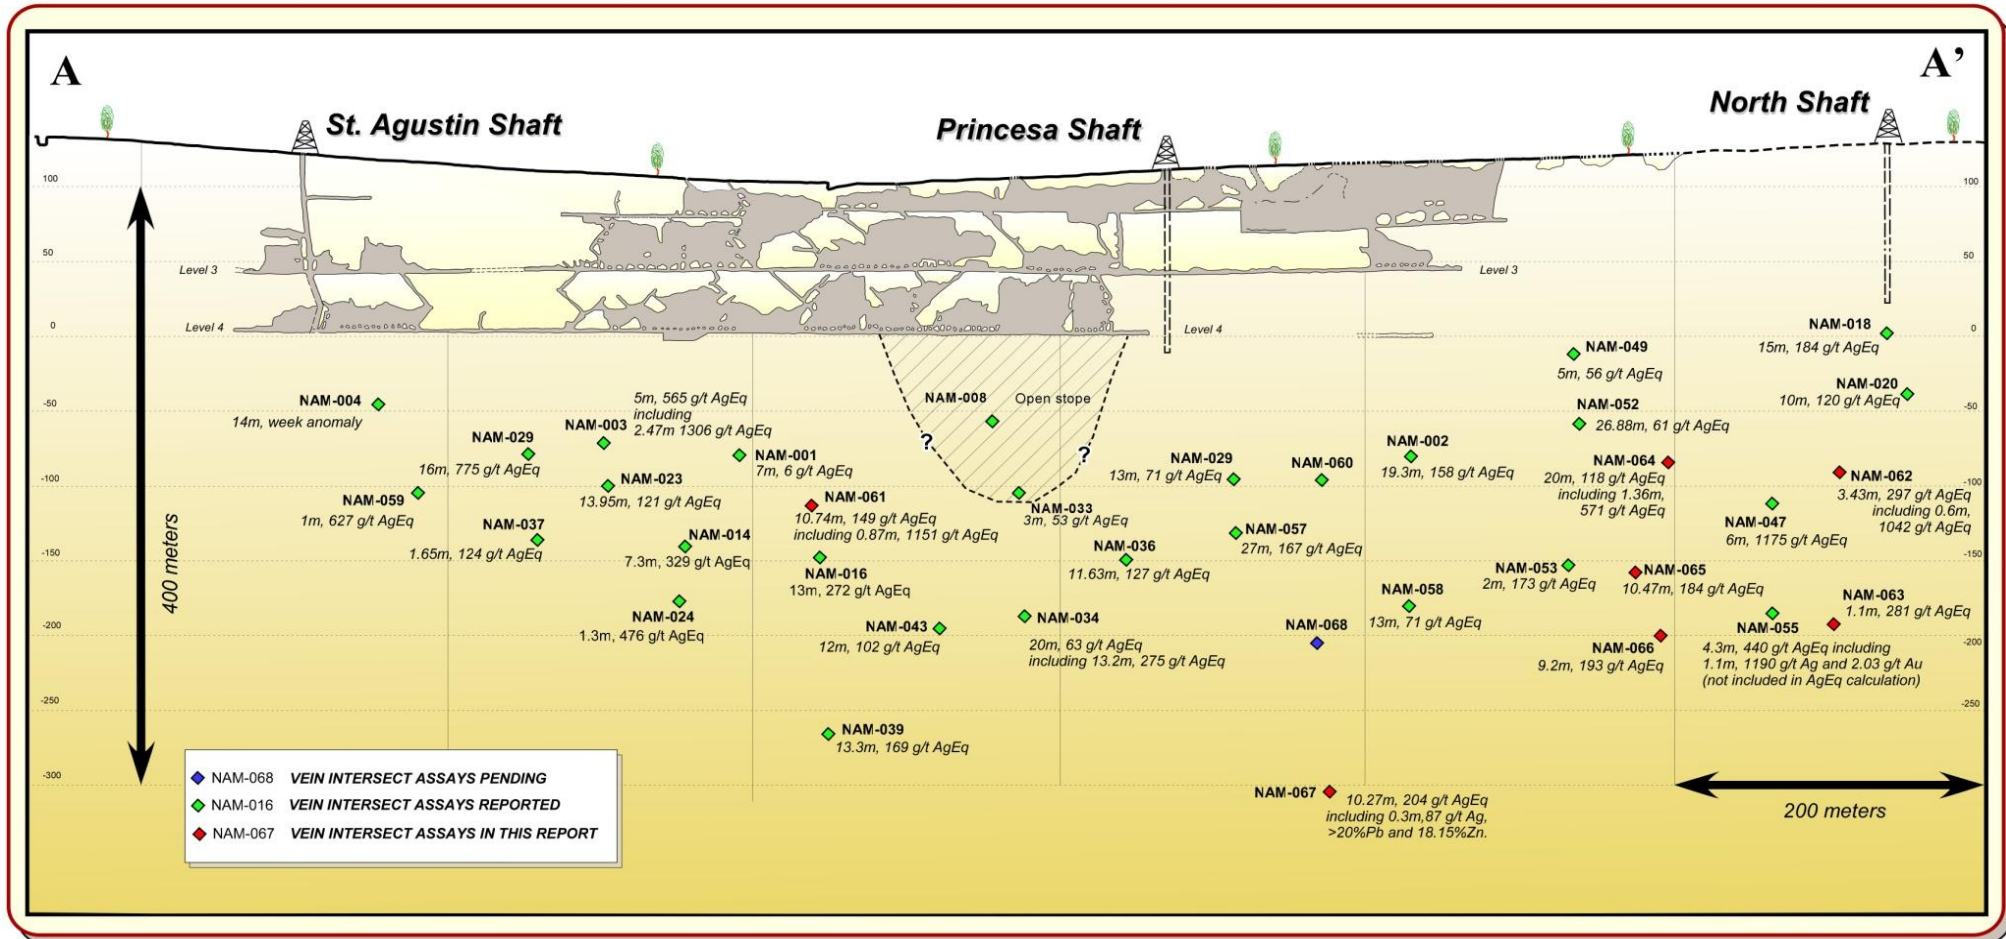 A
A’
St. Agustin Shaft
Princesa Shaft
North Shaft
100
100
50
50
Level 3
Level 3
0
0
Level 4
Level 4
NAM-018
15m, 184 g/t AgEq
NAM-049
5m, 56 g/t AgEq
NAM-020
10m, 120 g/t AgEq
-50
-50
NAM-004
14m, week anomaly
5m, 565 g/t AgEq
including
2.47m 1306 g/t AgEq
NAM-003
NAM-008
Open stope
?
?
NAM-052
26.88m, 61 g/t AgEq
NAM-029
16m, 775 g/t AgEq
NAM-001
7m, 6 g/t AgEq
NAM-029
13m, 71 g/t AgEq
NAM-060
NAM-002
19.3m, 158 g/t AgEq
NAM-064
20m, 118 g/t AgEq
including 1.36m,
571 g/t AgEq
NAM-062
3.43m, 297 g/t AgEq
including 0.6m,
1042 g/t AgEq
-100
-100
NAM-059
1m, 627 g/t AgEq
NAM-023
13.95m, 121 g/t AgEq
NAM-061
10.74m, 149 g/t AgEq
including 0.87m, 1151 g/t AgEq
NAM-033
3m, 53 g/t AgEq
NAM-047
6m, 1175 g/t AgEq
NAM-037
1.65m, 124 g/t AgEq
NAM-014
7.3m, 329 g/t AgEq
NAM-057
27m, 167 g/t AgEq
NAM-036
11.63m, 127 g/t AgEq
-150
-150
NAM-016
13m, 272 g/t AgEq
NAM-053
2m, 173 g/t AgEq
NAM-065
10.47m, 184 g/t AgEq
NAM-058
13m, 71 g/t AgEq
NAM-063
1.1m, 281 g/t AgEq
NAM-024
1.3m, 476 g/t AgEq
NAM-043
12m, 102 g/t AgEq
NAM-034
20m, 63 g/t AgEq
including 13.2m, 275 g/t AgEq
NAM-068
NAM-066
9.2m, 193 g/t AgEq
NAM-055
4.3m, 440 g/t AgEq including
1.1m, 1190 g/t Ag and 2.03 g/t Au
(not included in AgEq calculation)
-200
-200
-250
-250
NAM-039
13.3m, 169 g/t AgEq
-300
400 meters
NAM-067
10.27m, 204 g/t AgEq
including 0.3m,87 g/t Ag,
>20%Pb and 18.15%Zn.
200 meters
NAM-068 VEIN INTERSECT ASSAYS PENDING
NAM-016 VEIN INTERSECT ASSAYS REPORTED
NAM-067 VEIN INTERSECT ASSAYS IN THIS REPORT